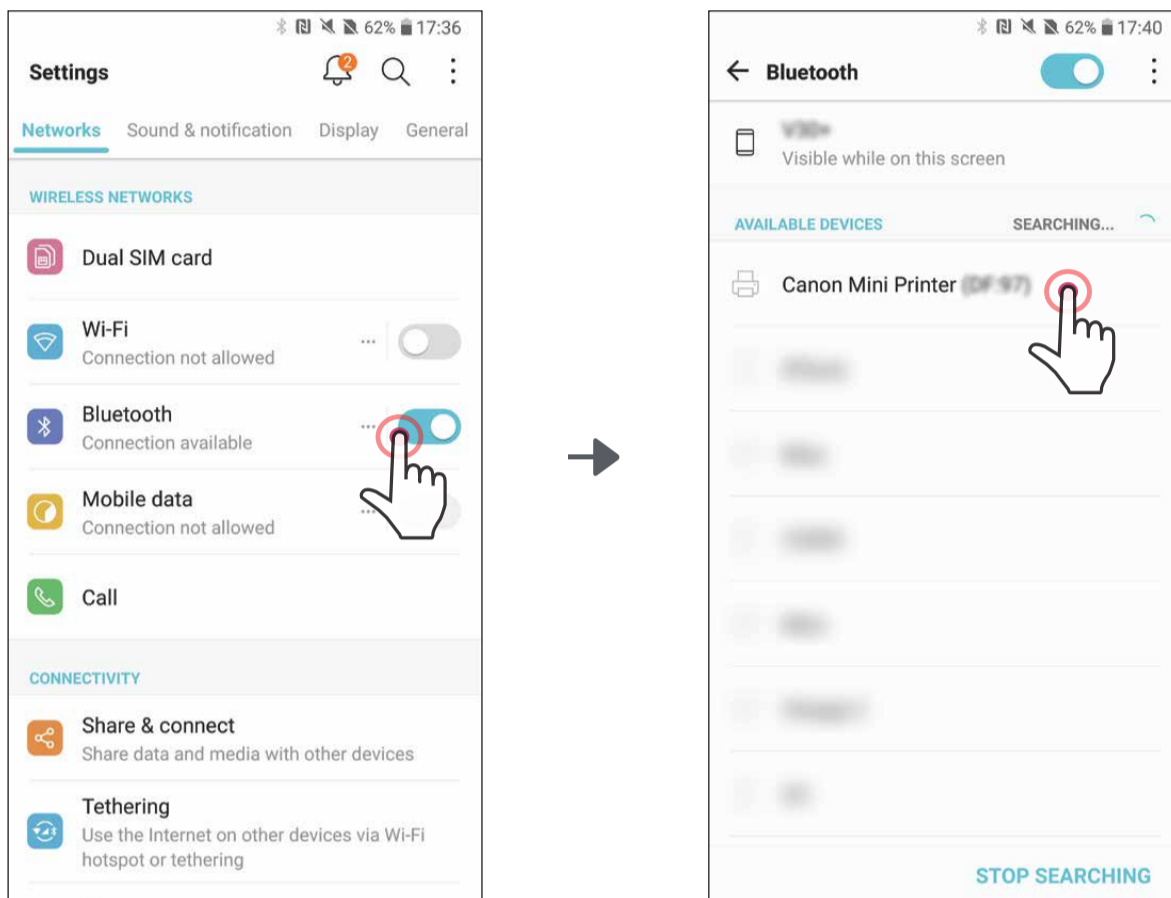 62% 17:36
Settings
2
Networks Sound & notification Display General
WIRELESS NETWORKS
Dual SIM card
Wi-Fi
Connection not allowed
Bluetooth
Connection available
Mobile data
Connection not allowed
Call
CONNECTIVITY
Share & connect
Share data and media with other devices
Tethering
Use the Internet on other devices via Wi-Fi
hotspot or tethering
62% 17:40
Bluetooth
Visible while on this screen
AVAILABLE DEVICES SEARCHING...
Canon Mini Printer
STOP SEARCHING